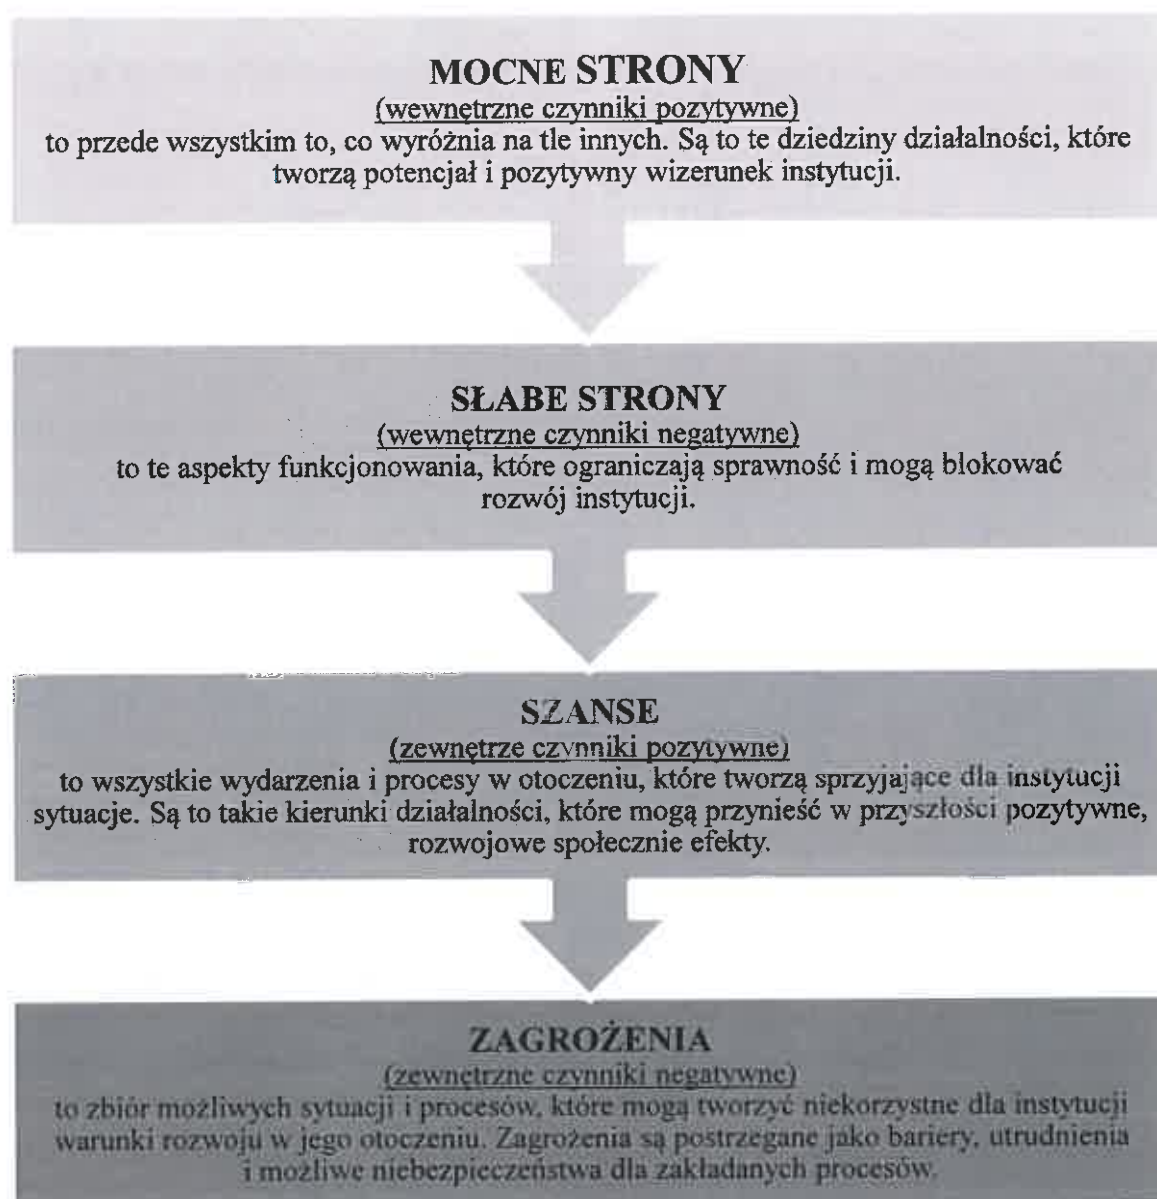 MOCNE STRONY
(wewnętrzne czynniki pozytywne)
to przede wszystkim to, co wyróżnia na tle innych. Są to te dziedziny działalności, które
tworzą potencjał i pozytywny wizerunek instytucji.
SŁABE STRONY
(wewnętrzne czynniki negatywne)
to te aspekty funkcjonowania, które ograniczają sprawność i mogą blokować
rozwój instytucji.
SZANSE
(zewnętrze czynniki pozytywne)
to wszystkie wydarzenia i procesy w otoczeniu, które tworzą sprzyjające dla instytucji
sytuacje. Są to takie kierunki działalności, które mogą przynieść w przyszłości pozytywne,
rozwojowe społecznie efekty.
ZAGROŻENIA
(zewnętrzne czynniki negatywne)
to zbiór możliwych sytuacji i procesów, które mogą tworzyć niekorzystne dla instytucji
warunki rozwoju w jego otoczeniu. Zagrożenia są postrzegane jako bariery, utrudnienia
i możliwe niebezpieczeństwa dla zakładanych procesów.